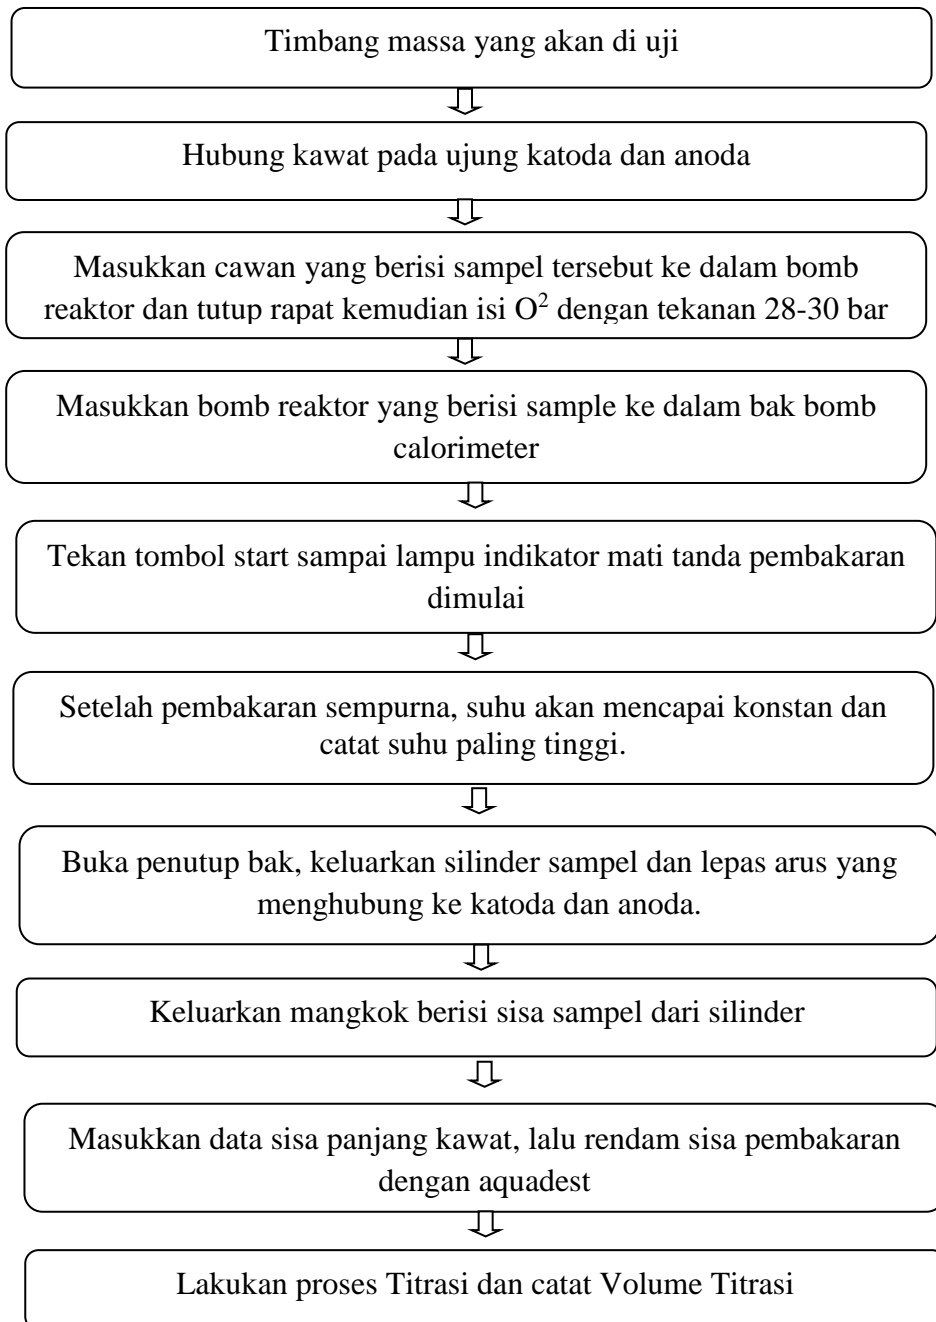 Timbang massa yang akan di uji
Hubung kawat pada ujung katoda dan anoda
Masukkan cawan yang berisi sampel tersebut ke dalam bomb
reaktor dan tutup rapat kemudian isi O² dengan tekanan 28-30 bar
Masukkan bomb reaktor yang berisi sample ke dalam bak bomb
calorimeter
Tekan tombol start sampai lampu indikator mati tanda pembakaran
dimulai
Setelah pembakaran sempurna, suhu akan mencapai konstan dan
catat suhu paling tinggi.
Buka penutup bak, keluarkan silinder sampel dan lepas arus yang
menghubung ke katoda dan anoda.
Keluarkan mangkok berisi sisa sampel dari silinder
Masukkan data sisa panjang kawat, lalu rendam sisa pembakaran
dengan aquadest
Lakukan proses Titrasi dan catat Volume Titrasi